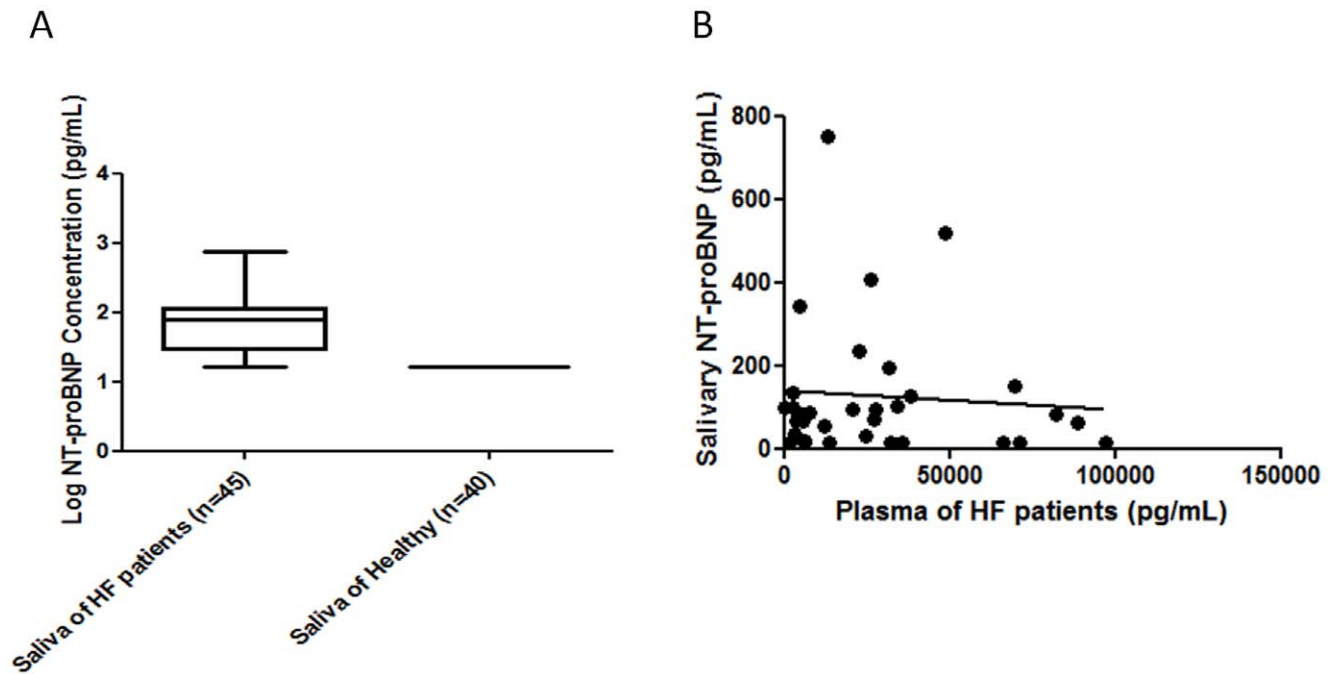 A
Log NT-proBNP Concentration (pg/mL)
4
3
2
1
0
Saliva of HF patients (n=45)
Saliva of Healthy (n=40)
B
Salivary NT-proBNP (pg/mL)
800
600
400
200
0
0 50000 100000 150000
Plasma of HF patients (pg/mL)